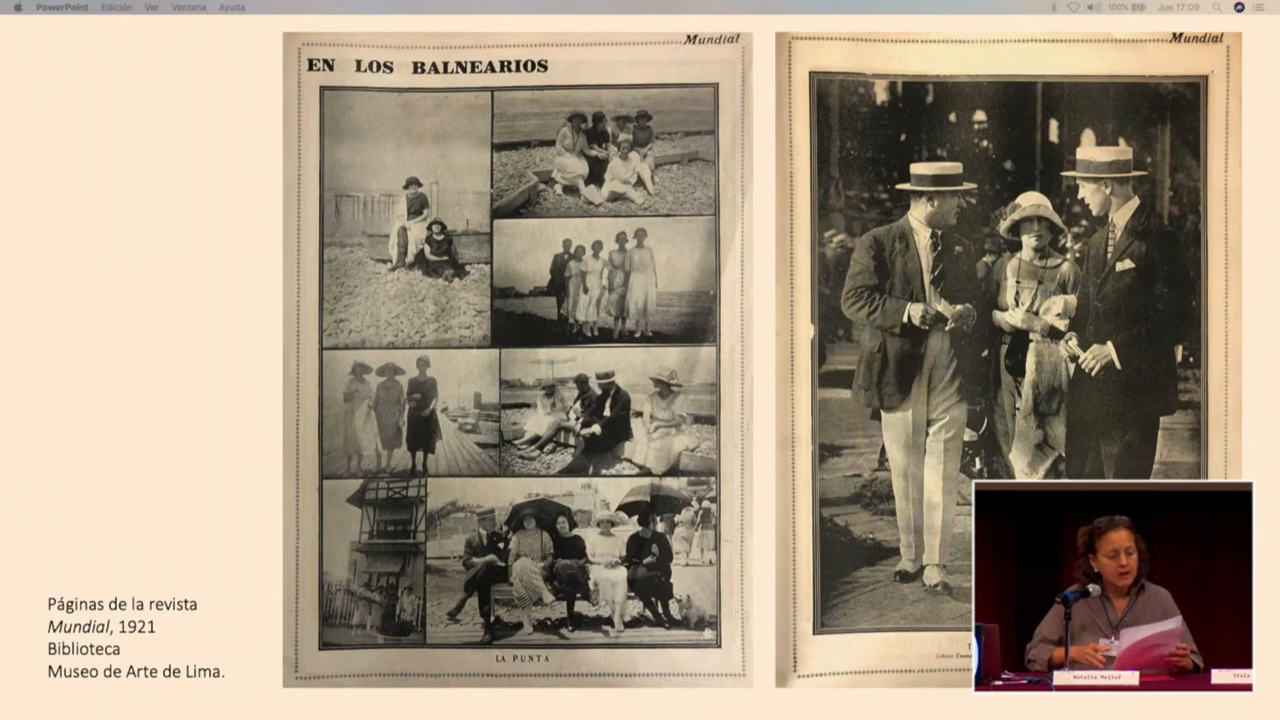 PowerPoint Edición Ver Ventana Ayuda
100% Jue 17:09
Mundial
EN LOS BALNEARIOS
LA PUNTA
Mundial
Páginas de la revista
Mundial, 1921
Biblioteca
Museo de Arte de Lima.
Natalia Majluf